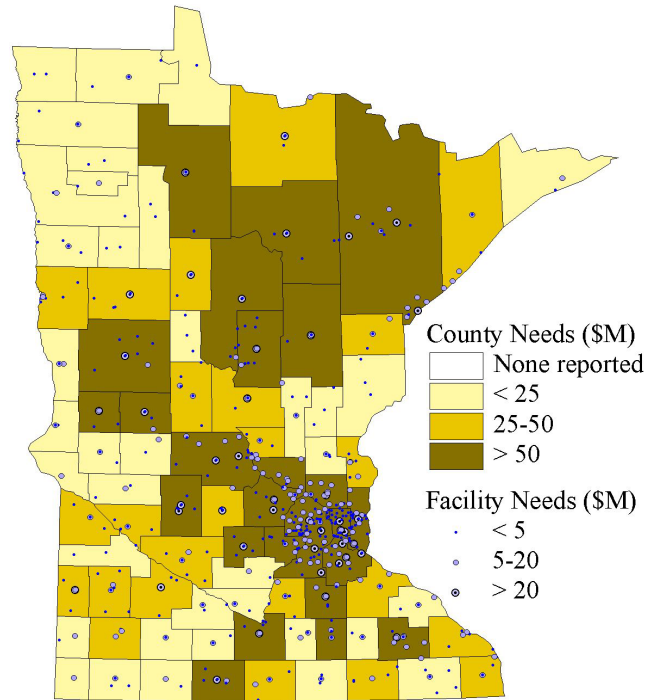 County Needs ($M)
None reported
< 25
25-50
> 50
Facility Needs ($M)
< 5
5-20
> 20